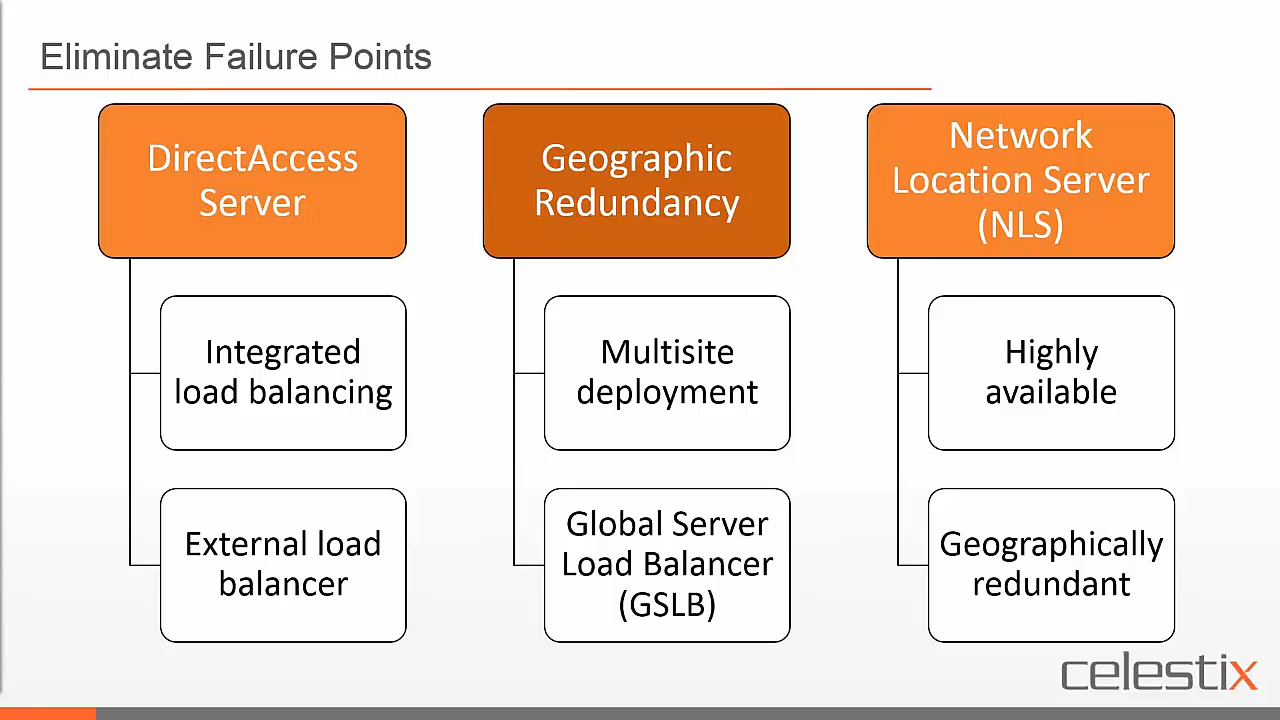 Eliminate Failure Points
DirectAccess
Server
Integrated
load balancing
External load
balancer
Geographic
Redundancy
Multisite
deployment
Global Server
Load Balancer
(GSLB)
Network
Location Server
(NLS)
Highly
available
Geographically
redundant
celestix